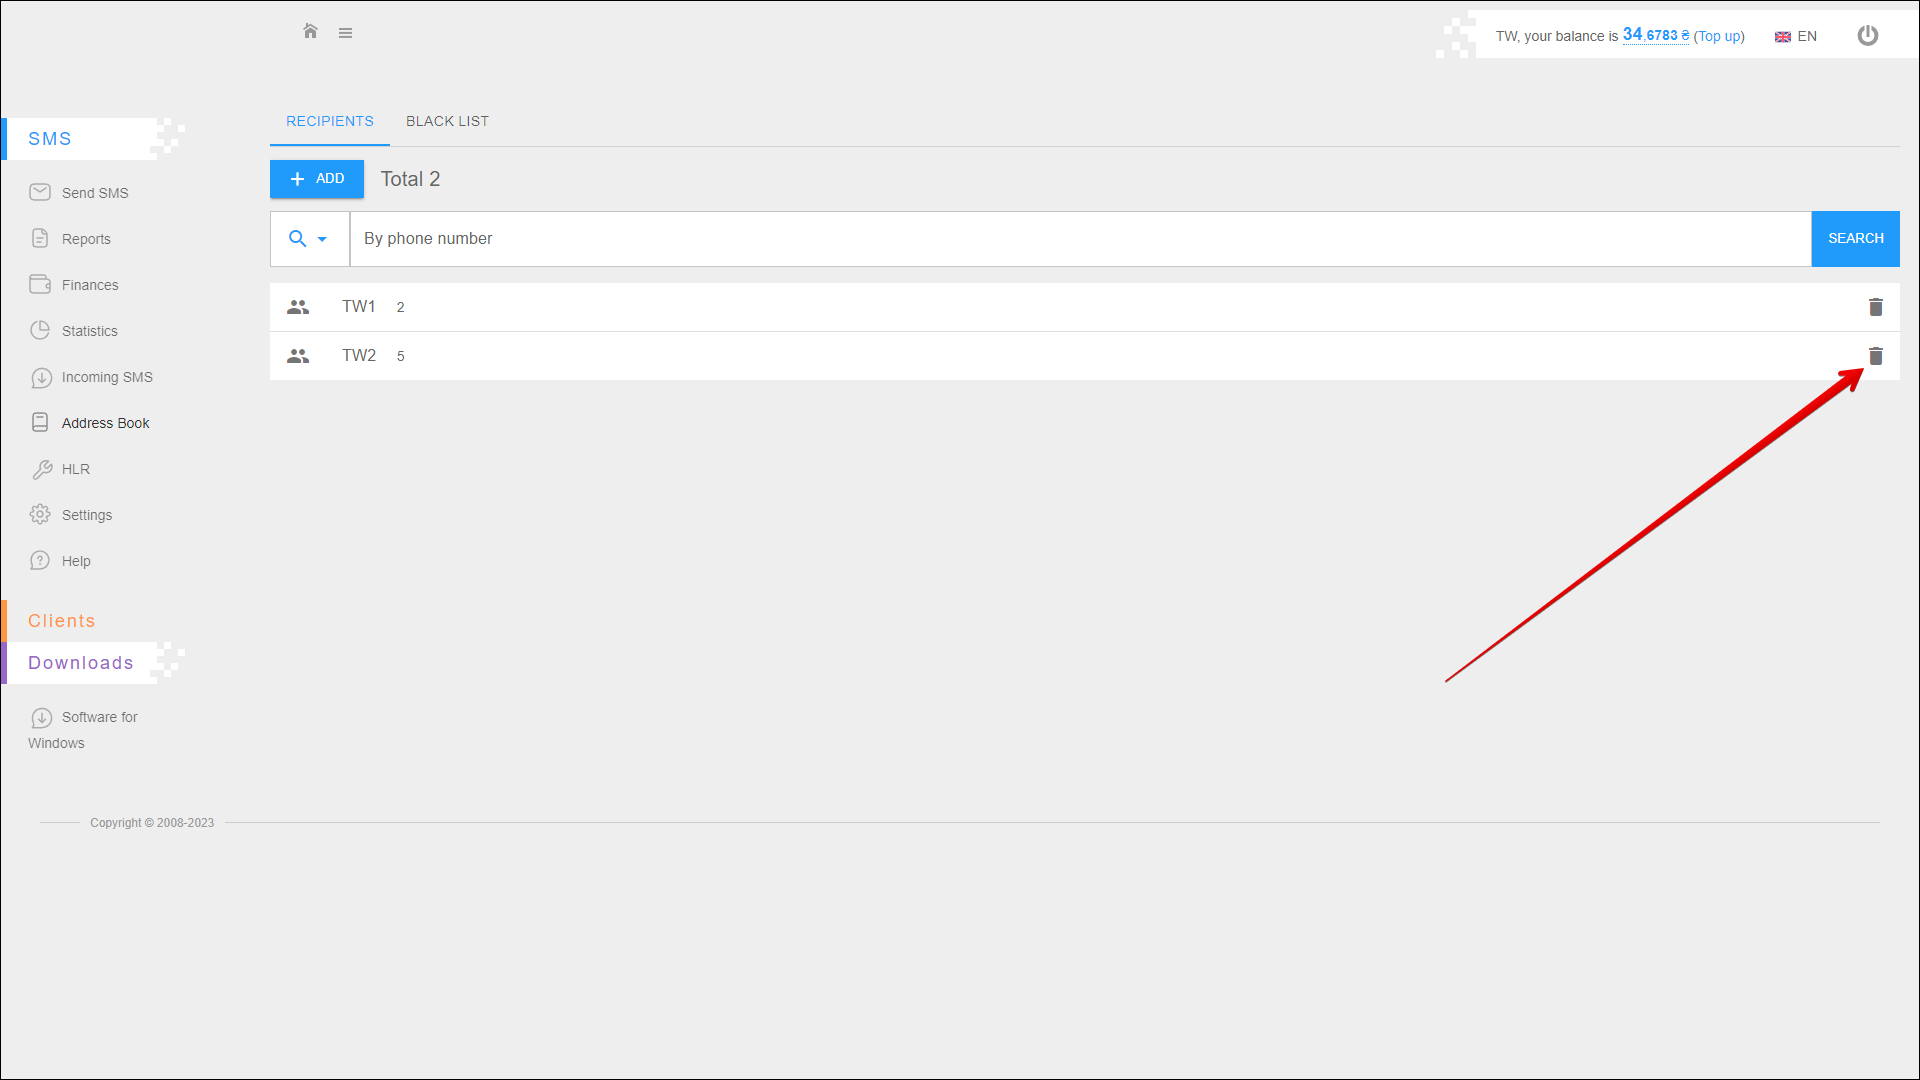 TW, your balance is 34,6783 ₴ (Top up)
EN
SMS
Send SMS
Reports
Finances
Statistics
Incoming SMS
Address Book
HLR
Settings
Help
Clients
Downloads
Software for
Windows
RECIPIENTS
BLACK LIST
ADD
Total 2
By phone number
SEARCH
TW1 2
TW2 5
Copyright © 2008-2023